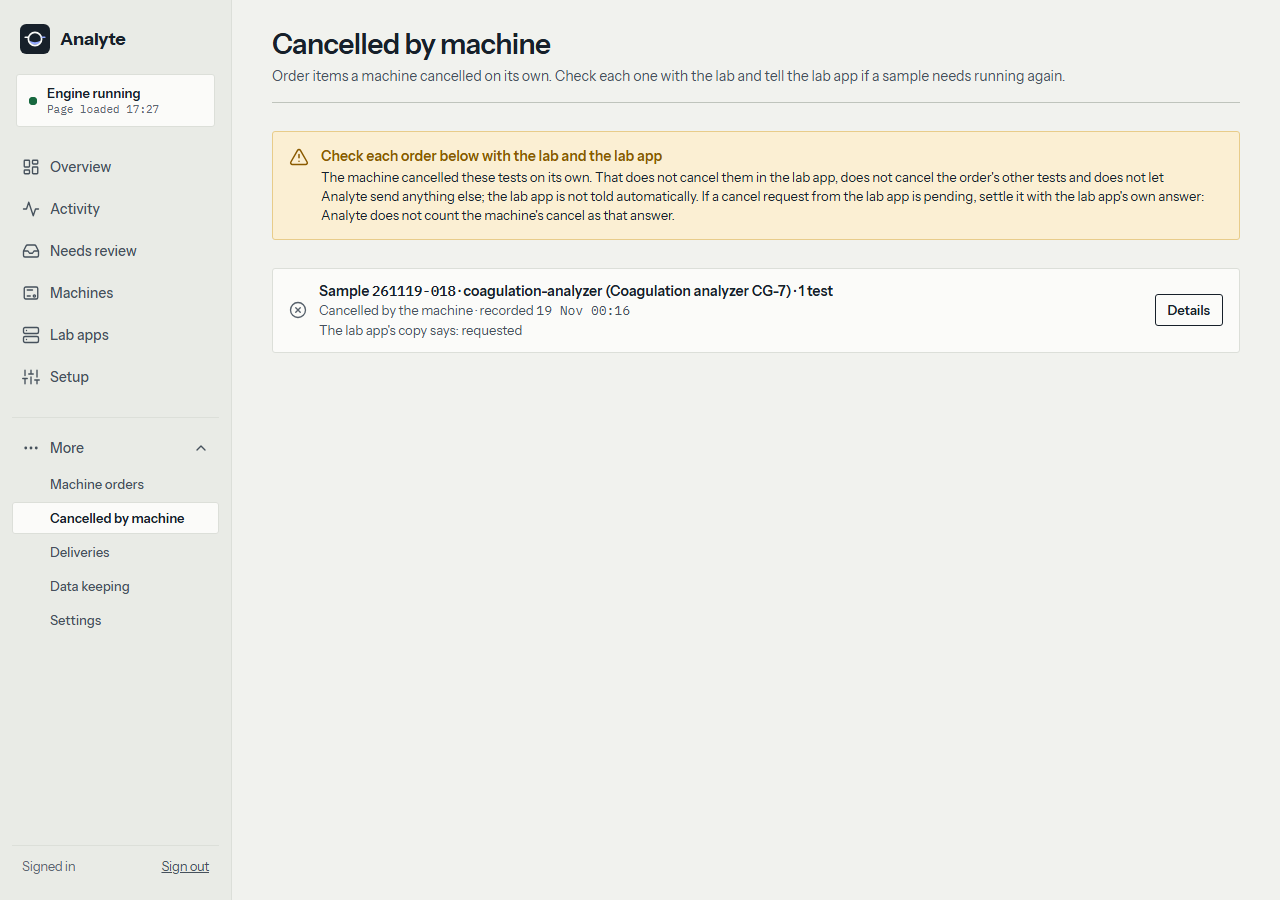 Analyte
Engine running
Page loaded 17:27
Overview
Activity
Needs review
Machines
Lab apps
Setup
More
Machine orders
Cancelled by machine
Deliveries
Data keeping
Settings
Signed in
Sign out
Cancelled by machine
Order items a machine cancelled on its own. Check each one with the lab and tell the lab app if a sample needs running again.
Check each order below with the lab and the lab app
The machine cancelled these tests on its own. That does not cancel them in the lab app, does not cancel the order's other tests and does not let
Analyte send anything else; the lab app is not told automatically. If a cancel request from the lab app is pending, settle it with the lab app's own answer:
Analyte does not count the machine's cancel as that answer.
Sample 261119-018 · coagulation-analyzer (Coagulation analyzer CG-7) · 1 test
Cancelled by the machine · recorded 19 Nov 00:16
The lab app's copy says: requested
Details